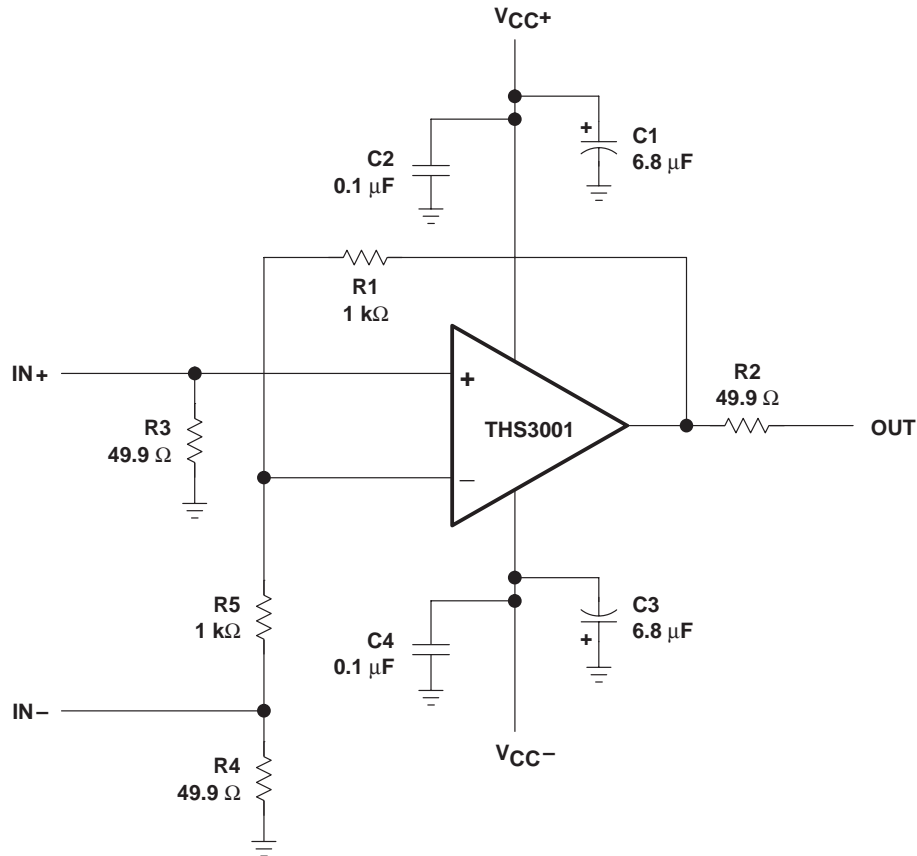 VCC+
C2
0.1 μF
+
C1
6.8 μF
R1
1 kΩ
IN+
R3
49.9 Ω
+
−
THS3001
R2
49.9 Ω
OUT
R5
1 kΩ
C4
0.1 μF
C3
+
6.8 μF
IN−
R4
49.9 Ω
VCC−